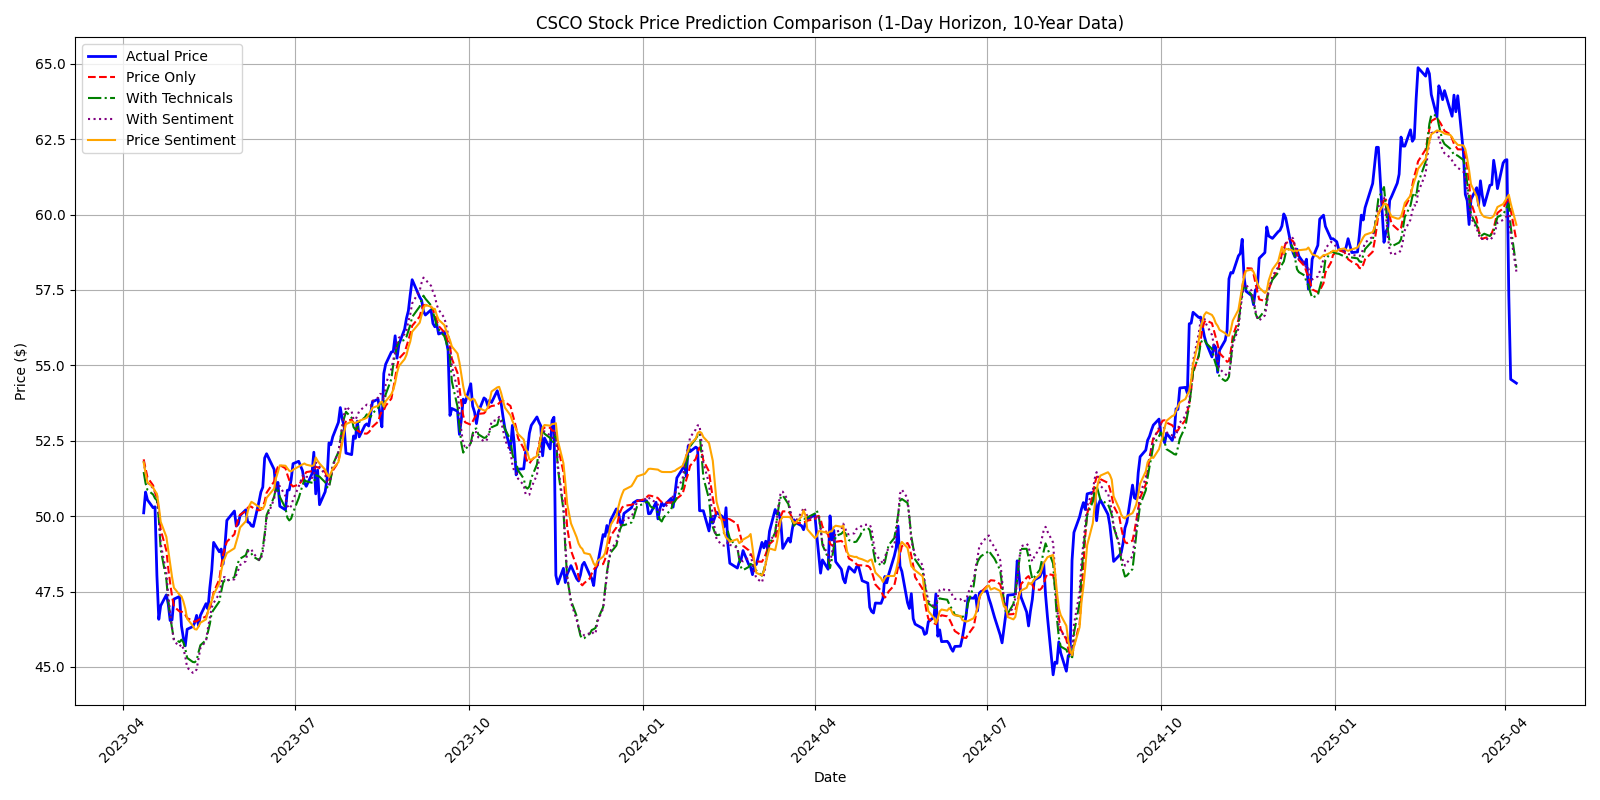 CSCO Stock Price Prediction Comparison (1-Day Horizon, 10-Year Data)
Actual Price
Price Only
With Technicals
With Sentiment
Price Sentiment
Price ($)
65.0
62.5
60.0
57.5
55.0
52.5
50.0
47.5
45.0
2023-04
2023-07
2023-10
2024-01
2024-04
2024-07
2024-10
2025-01
2025-04
Date